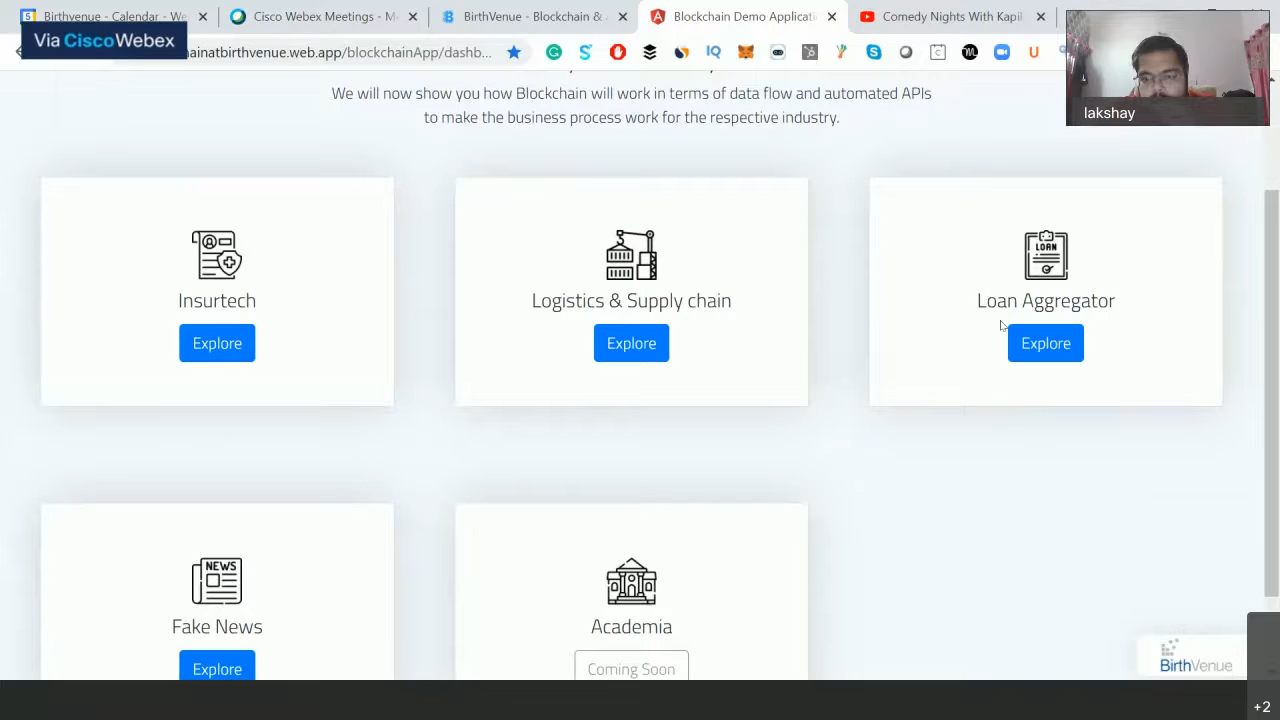 Birthvenue - Calendar - We
Cisco Webex Meetings - M
BirthVenue - Blockchain &
Blockchain Demo Applicati
Comedy Nights With Kapil
Via CiscoWebex
ainatbirthvenue.web.app/blockchainApp/dashb...
We will now show you how Blockchain will work in terms of data flow and automated APIs
to make the business process work for the respective industry.
lakshay
LOAN
Insurtech
Logistics & Supply chain
Loan Aggregator
Explore
Explore
Explore
NEWS
Fake News
Academia
Explore
Coming Soon
BirthVenue
+2